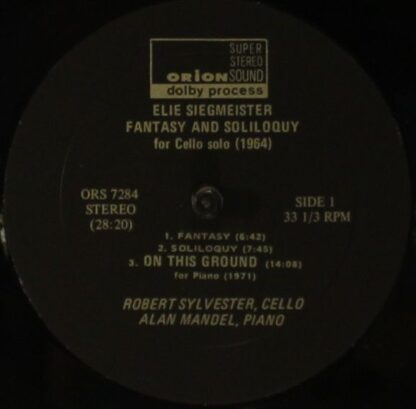 SUPER
STEREO
ORION SOUND
dolby process
ELIE SIEGMEISTER
FANTASY AND SOLILOQUY
for Cello solo (1964)
ORS 7284
STEREO
(28:20)
SIDE 1
33 1/3 RPM
1. FANTASY (6:42)
2. SOLILOQUY (7:45)
3. ON THIS GROUND (14:08)
for Piano (1971)
ROBERT SYLVESTER, CELLO
ALAN MANDEL, PIANO